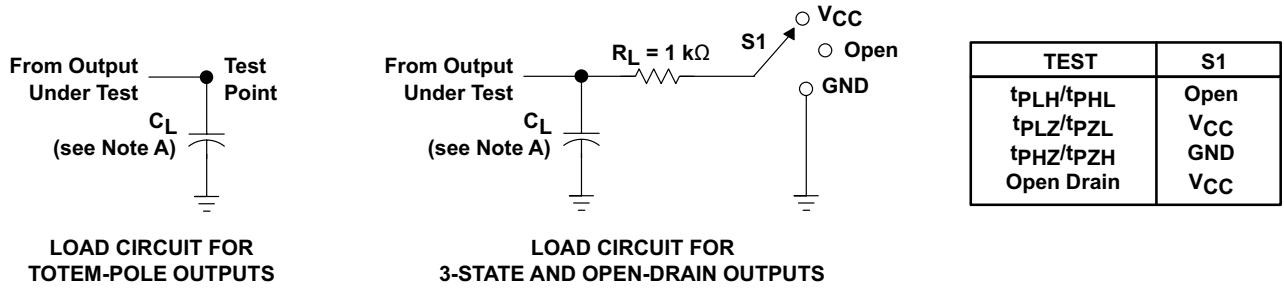 From Output
Under Test
Test
Point
CL
(see Note A)
LOAD CIRCUIT FOR
TOTEM-POLE OUTPUTS
From Output
Under Test
RL = 1 kΩ
S1
VCC
Open
GND
CL
(see Note A)
LOAD CIRCUIT FOR
3-STATE AND OPEN-DRAIN OUTPUTS
TEST S1
tPLH/tPHL Open
tPLZ/tPZL VCC
tPHZ/tPZH GND
Open Drain VCC